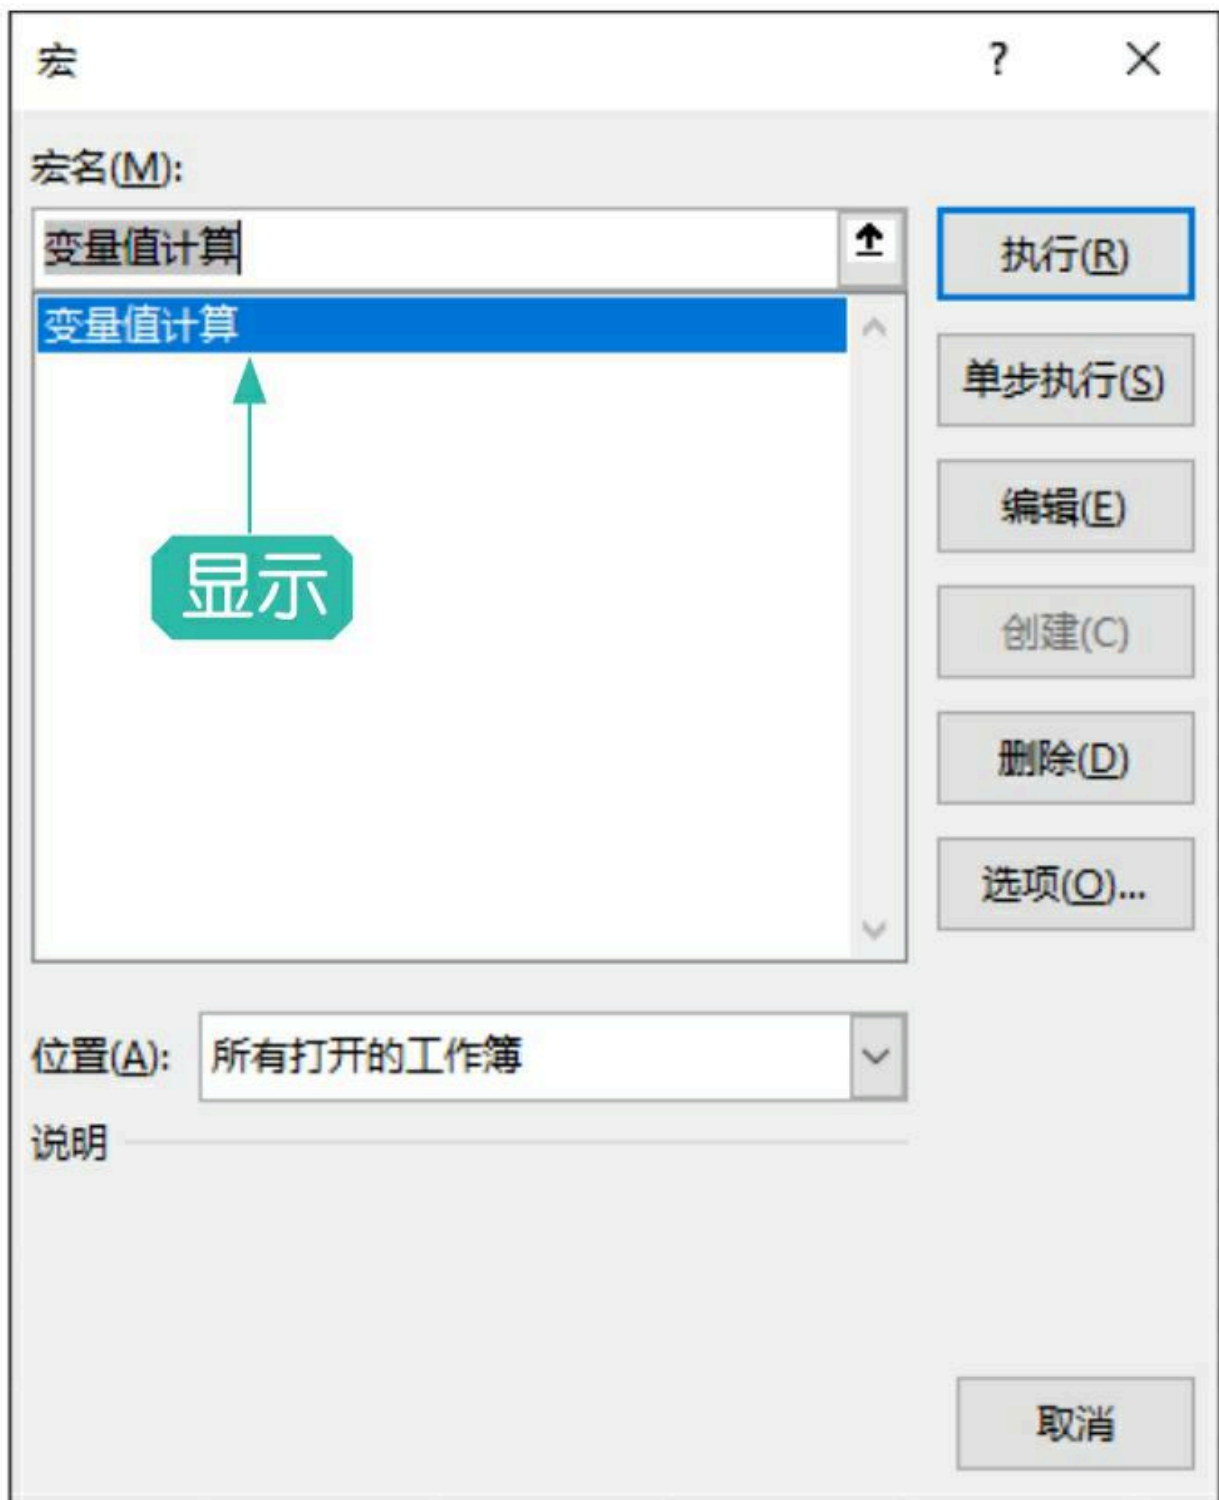 宏
?
宏名(M):
变量值计算
执行(R)
变量值计算
单步执行(S)
编辑(E)
显示
创建(C)
删除(D)
选项(O)...
位置(A):
所有打开的工作簿
说明
取消